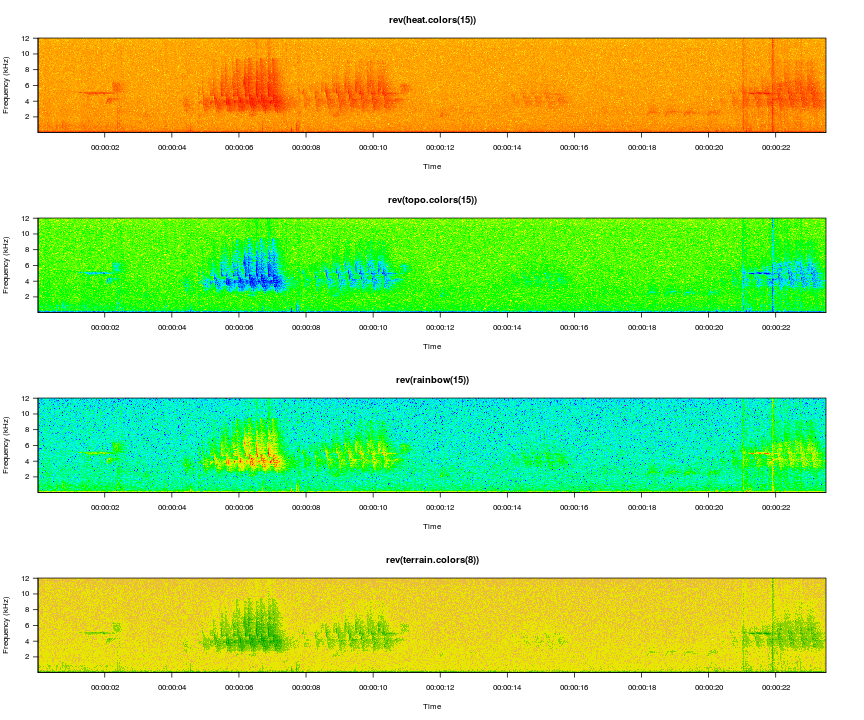 rev(heat.colors(15))
12
10
8
6
4
2
Frequency (kHz)
00:00:02 00:00:04 00:00:06 00:00:08 00:00:10 00:00:12 00:00:14 00:00:16 00:00:18 00:00:20 00:00:22
Time
rev(topo.colors(15))
12
10
8
6
4
2
Frequency (kHz)
00:00:02 00:00:04 00:00:06 00:00:08 00:00:10 00:00:12 00:00:14 00:00:16 00:00:18 00:00:20 00:00:22
Time
rev(rainbow(15))
12
10
8
6
4
2
Frequency (kHz)
00:00:02 00:00:04 00:00:06 00:00:08 00:00:10 00:00:12 00:00:14 00:00:16 00:00:18 00:00:20 00:00:22
Time
rev(terrain.colors(8))
12
10
8
6
4
2
Frequency (kHz)
00:00:02 00:00:04 00:00:06 00:00:08 00:00:10 00:00:12 00:00:14 00:00:16 00:00:18 00:00:20 00:00:22
Time